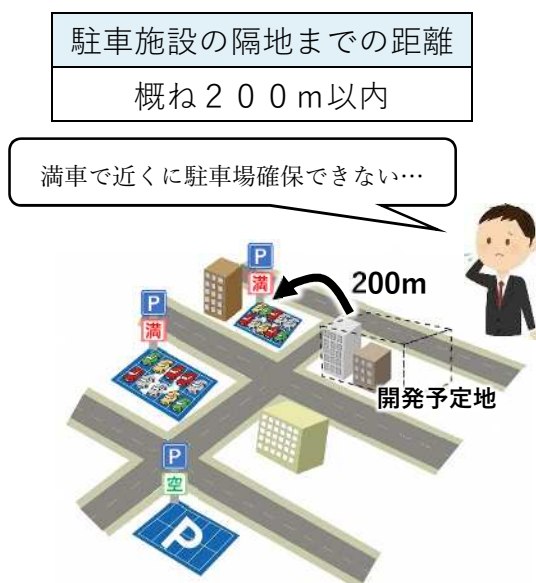 駐車施設の隔地までの距離
概ね２００ｍ以内
満車で近くに駐車場確保できない…
P
満
200m
P
満
開発予定地
P
空
P